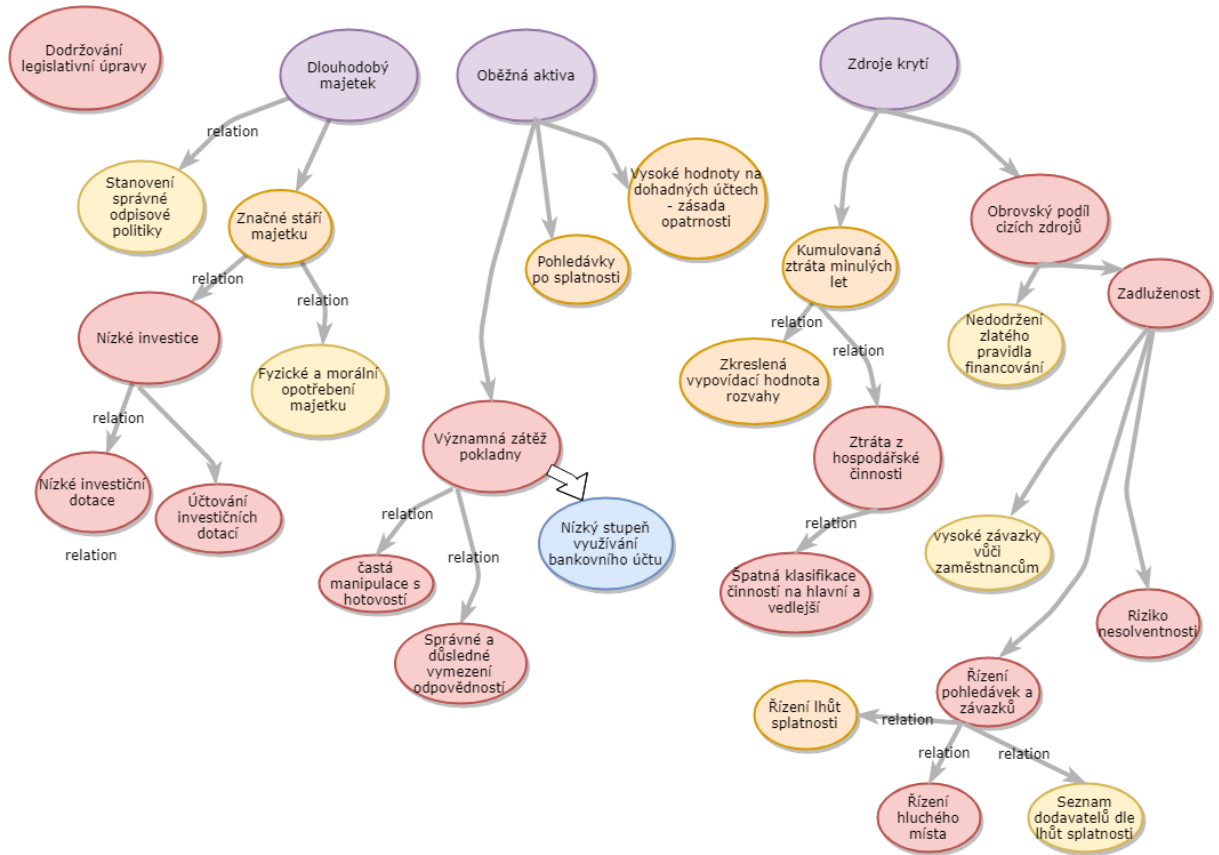 Dodržování
legislativní úpravy
Dlouhodobý
majetek
Oběžná aktiva
Zdroje krytí
relation
Stanovení
správné
odpisové
politiky
Značné stáří
majetku
Vysoké hodnoty na
dohadných účtech
- zásada
opatrnosti
Pohledávky
po splatnosti
Kumulovaná
ztráta minulých
let
Obrovský podíl
cizích zdrojů
Zadluženost
relation
relation
Nízké investice
Fyzické a morální
opotřebení
majetku
relation
relation
Zkreslená
vypovídací hodnota
rozvahy
Nedodržení
zlatého
pravidla
financování
relation
Nízké investiční
dotace
Účtování
investičních
dotací
relation
Významná zátěž
pokladny
Nízký stupeň
využívání
bankovního účtu
relation
relation
častá
manipulace s
hotovostí
Správné a
důsledné
vymezení
odpovědností
Ztráta z
hospodářské
činnosti
relation
Špatná klasifikace
činností na hlavní a
vedlejší
vysoké závazky
vůči
zaměstnancům
Riziko
nesolventnosti
Řízení
pohledávek a
závazků
Řízení lhůt
splatnosti
relation
relation
relation
Řízení
hluchého
místa
Seznam
dodavatelů dle
lhůt splatnosti